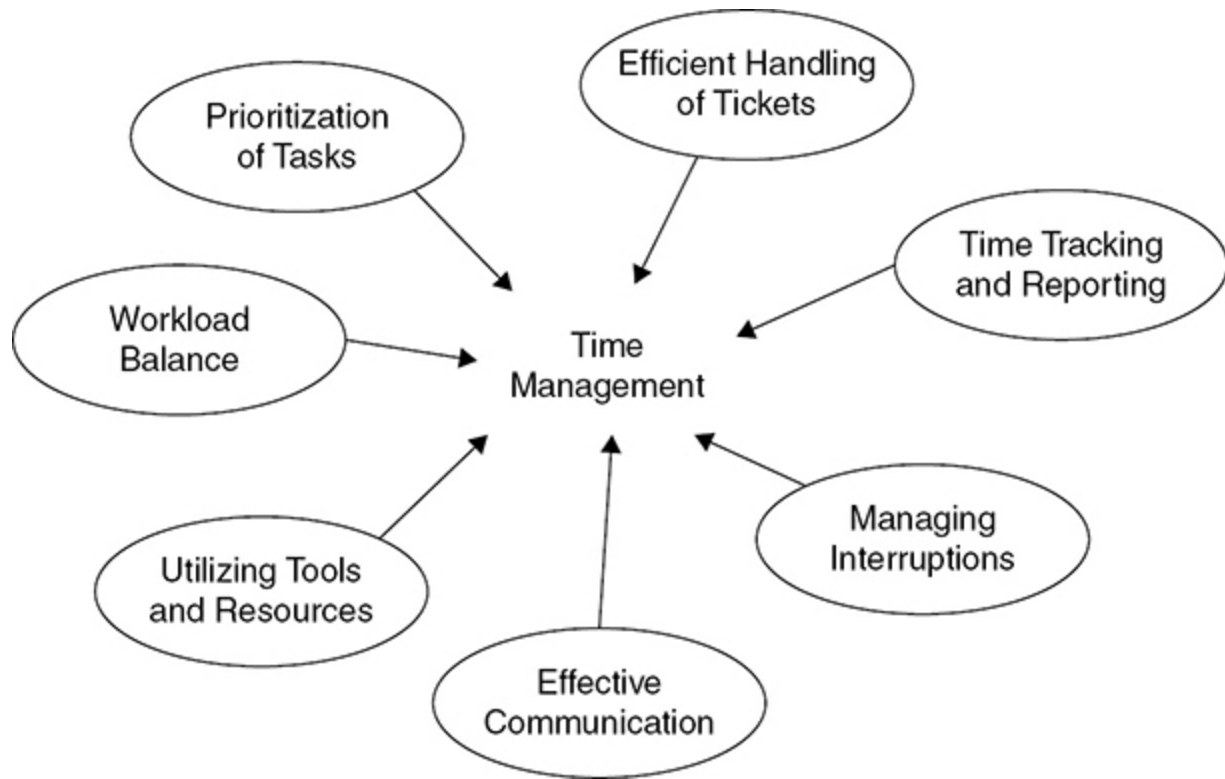 Efficient Handling
of Tickets
Prioritization
of Tasks
Time Tracking
and Reporting
Workload
Balance
Time
Management
Managing
Interruptions
Utilizing Tools
and Resources
Effective
Communication